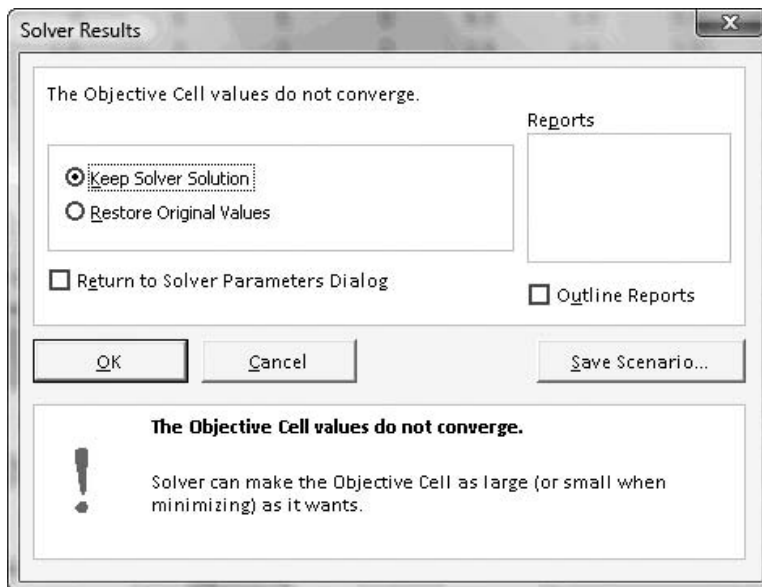 Solver Results
The Objective Cell values do not converge.
Reports
Keep Solver Solution
Restore Original Values
Return to Solver Parameters Dialog
Outline Reports
OK
Cancel
Save Scenario...
The Objective Cell values do not converge.
Solver can make the Objective Cell as large (or small when
minimizing) as it wants.